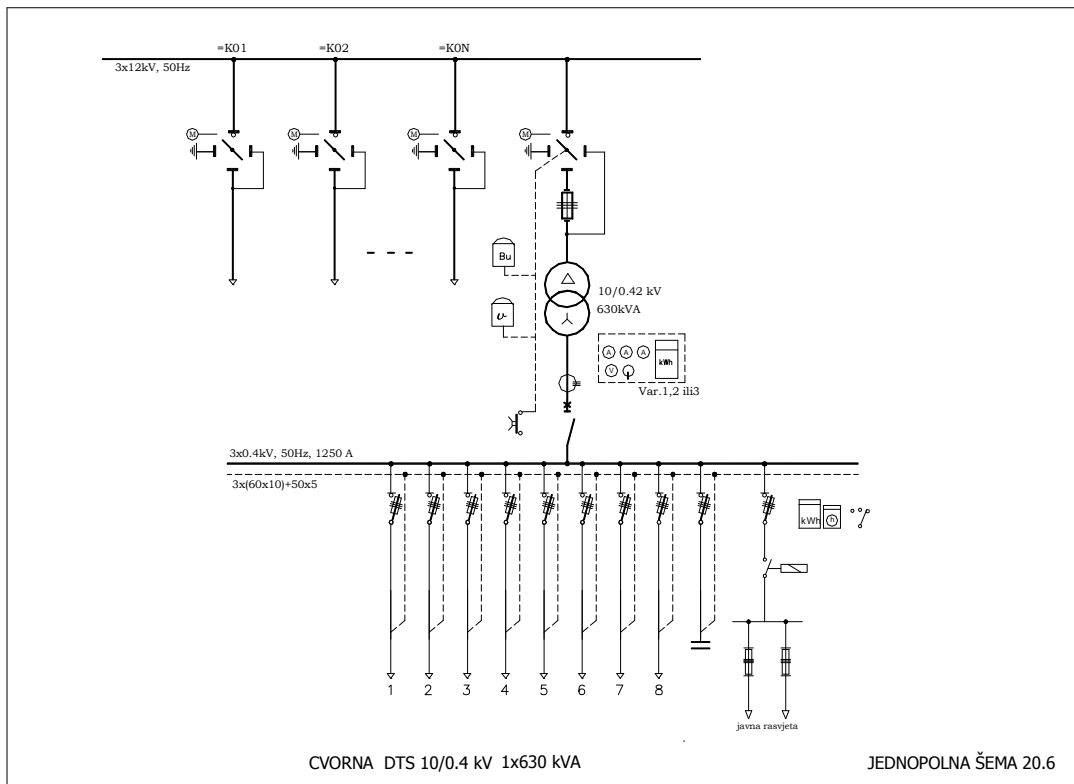 =K01 =K02 =K0N
3x12kV, 50Hz
M M M M
Bu
10/0.42 kV
630kVA
υ
A A A
kWh
V
Var.1,2 ili3
3x0.4kV, 50Hz, 1250 A
3x(60x10)+50x5
kWh h
1 2 3 4 5 6 7 8
javna rasvjeta
CVORNA DTS 10/0.4 kV 1x630 kVA
JEDNOPOLNA ŠEMA 20.6